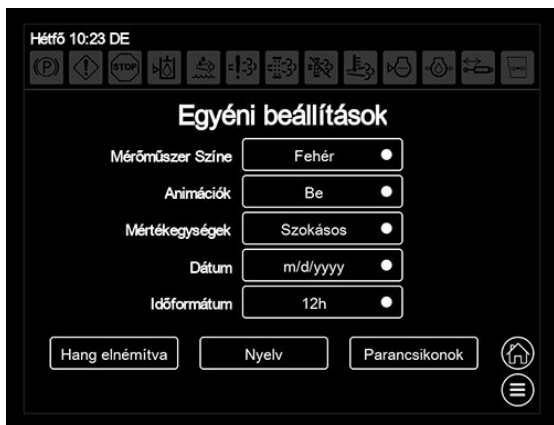 Hétfő 10:23 DE
(P) STOP
Egyéni beállítások
Mérőműszer Színe Fehér
Animációk Be
Mértékegységek Szokásos
Dátum m/d/yyyy
Időformátum 12h
Hang elnémítva Nyelv Parancsikonok